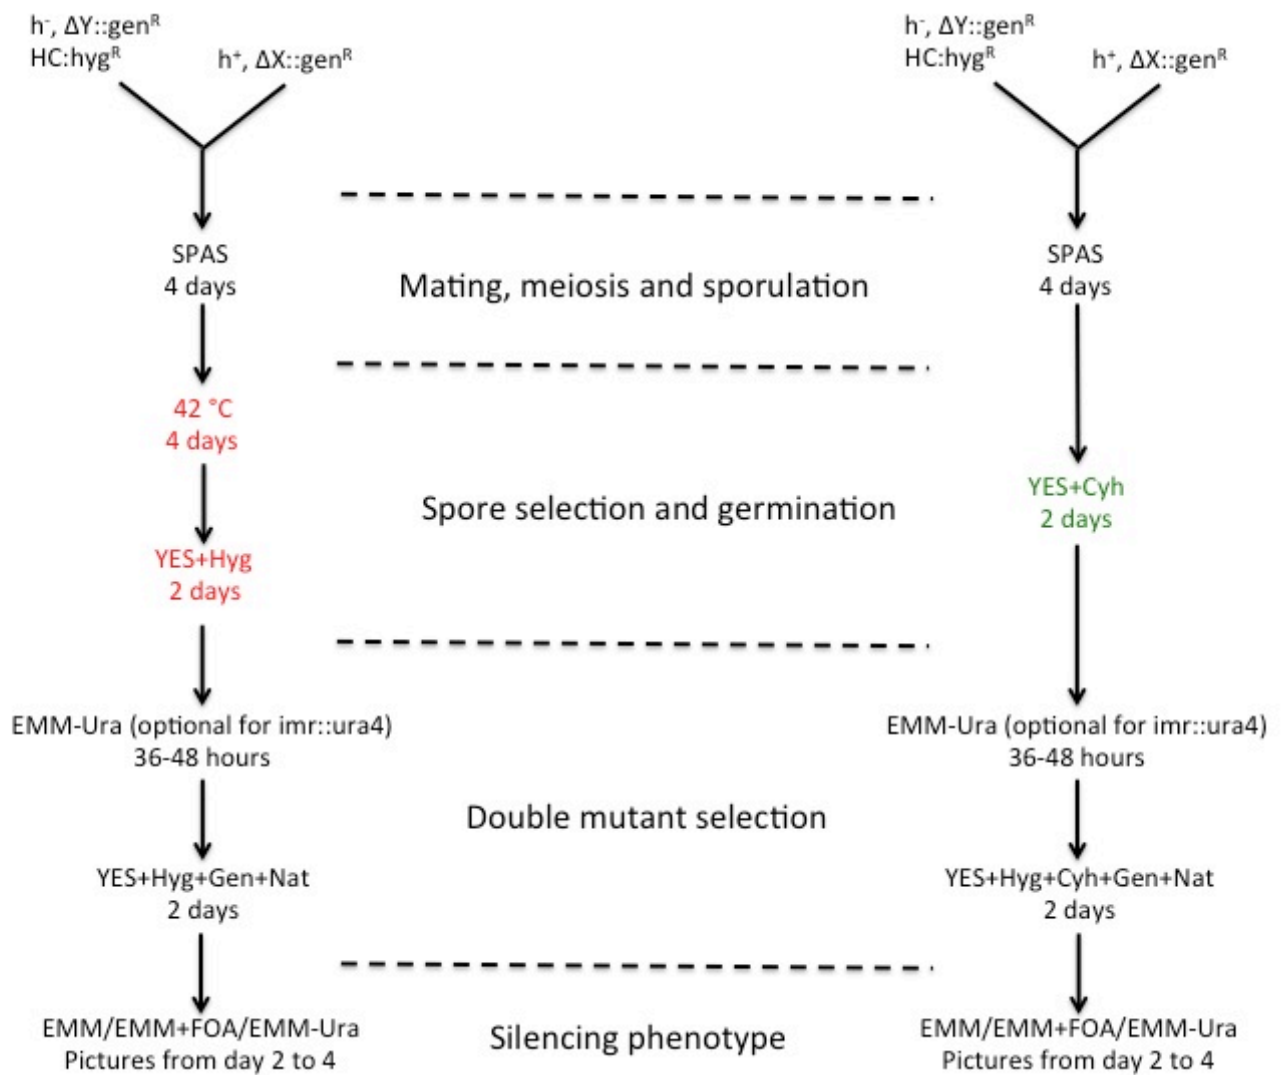 h⁻, ΔY::genᴿ
HC:hygᴿ
h⁺, ΔX::genᴿ
SPAS
4 days
42 °C
4 days
YES+Hyg
2 days
EMM-Ura (optional for imr::ura4)
36-48 hours
YES+Hyg+Gen+Nat
2 days
EMM/EMM+FOA/EMM-Ura
Pictures from day 2 to 4
Mating, meiosis and sporulation
Spore selection and germination
Double mutant selection
Silencing phenotype
h⁻, ΔY::genᴿ
HC:hygᴿ
h⁺, ΔX::genᴿ
SPAS
4 days
YES+Cyh
2 days
EMM-Ura (optional for imr::ura4)
36-48 hours
YES+Hyg+Cyh+Gen+Nat
2 days
EMM/EMM+FOA/EMM-Ura
Pictures from day 2 to 4